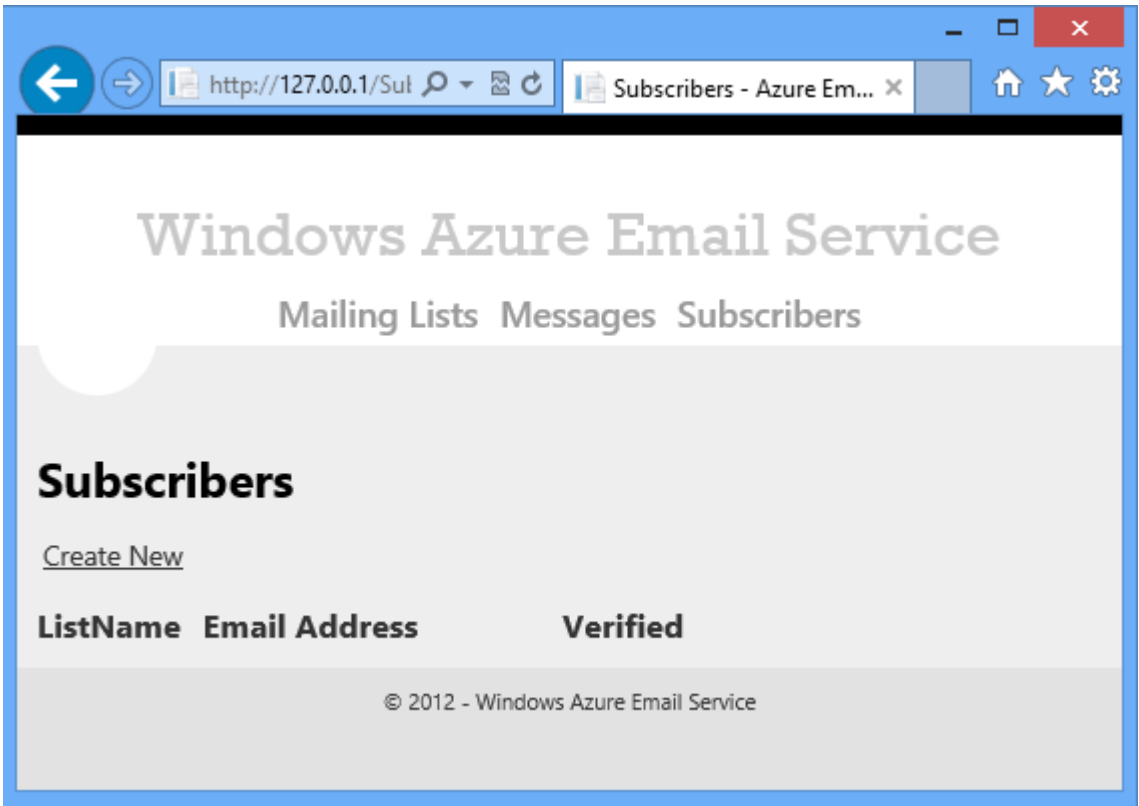 http://127.0.0.1/Sul
Subscribers - Azure Em...
Windows Azure Email Service
Mailing Lists Messages Subscribers
Subscribers
Create New
ListName Email Address Verified
© 2012 - Windows Azure Email Service